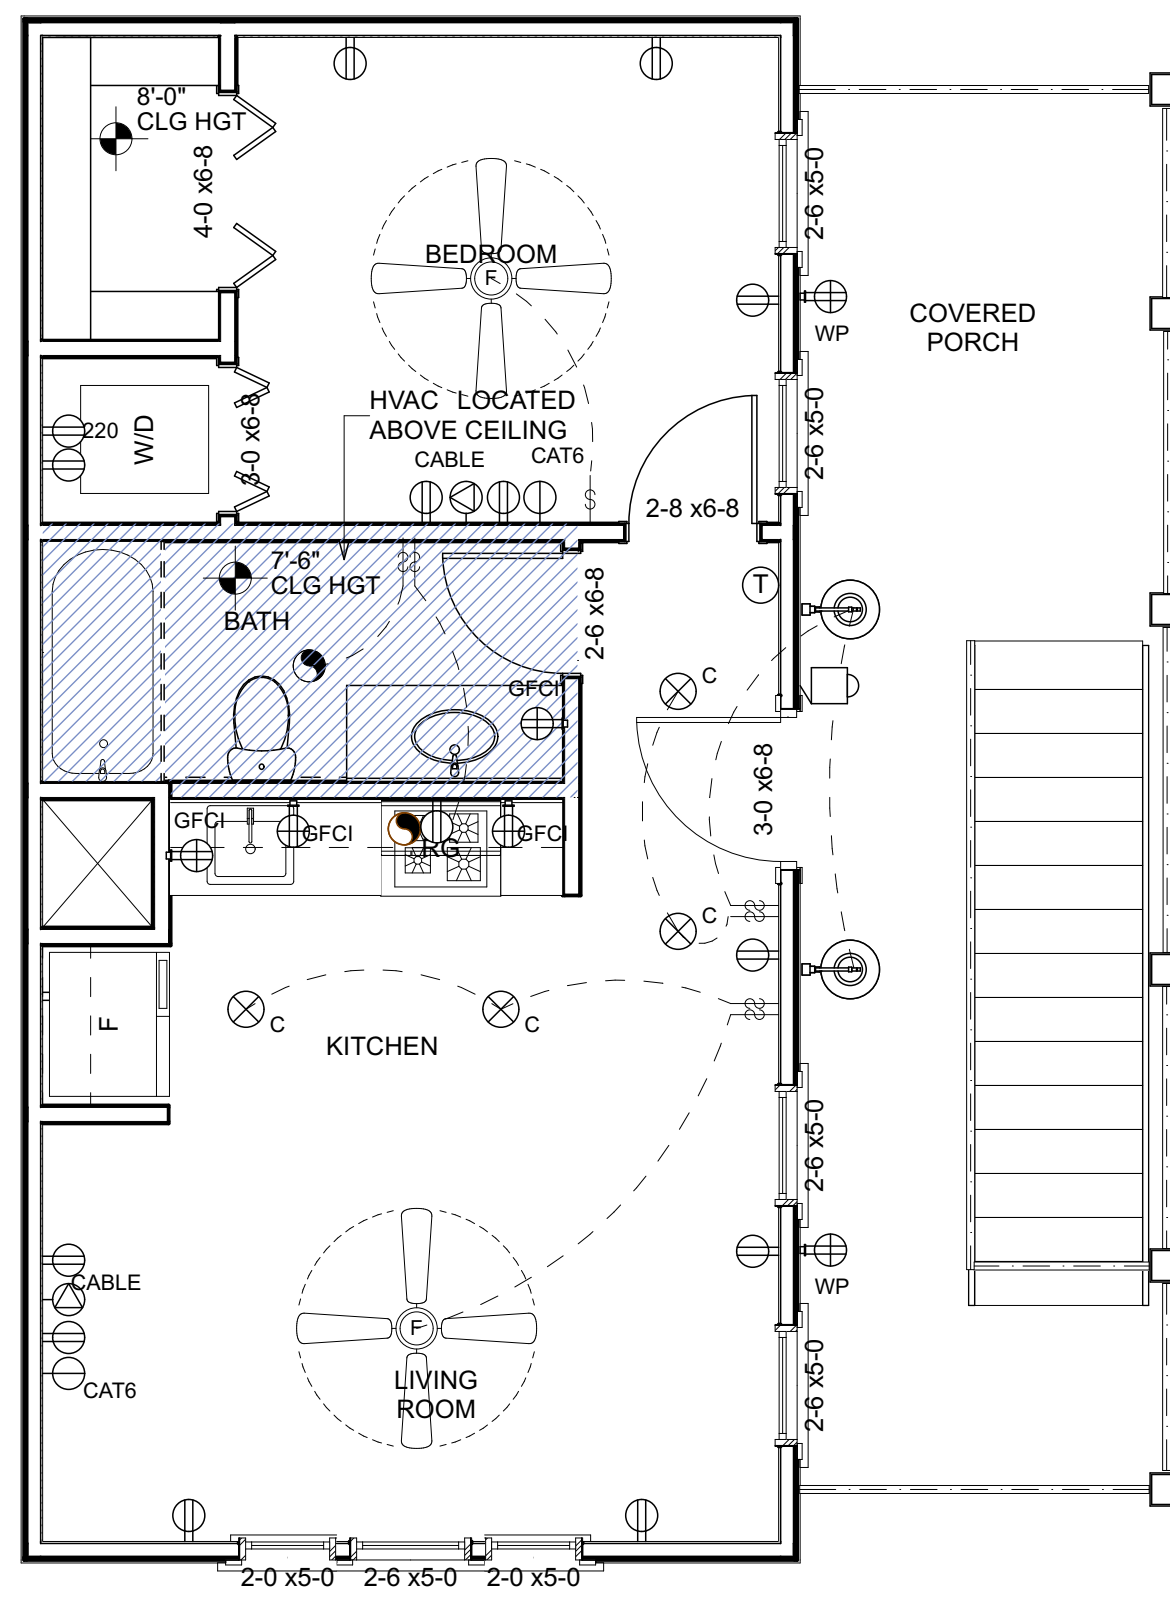 8'-0"
CLG HGT
4-0 x6-8
BEDROOM
F
2-6 x5-0
WP
COVERED
PORCH
HVAC LOCATED
ABOVE CEILING
220
W/D
3-0 x6-8
CABLE
CAT6
S
2-6 x5-0
2-8 x6-8
7'-6"
CLG HGT
BATH
2-6 x6-8
T
GFCI
C
3-0 x6-8
GFCI
GFCI
RG
GFCI
C
F
C
C
KITCHEN
2-6 x5-0
CABLE
WP
F
CAT6
LIVING
ROOM
2-6 x5-0
2-0 x5-0
2-6 x5-0
2-0 x5-0